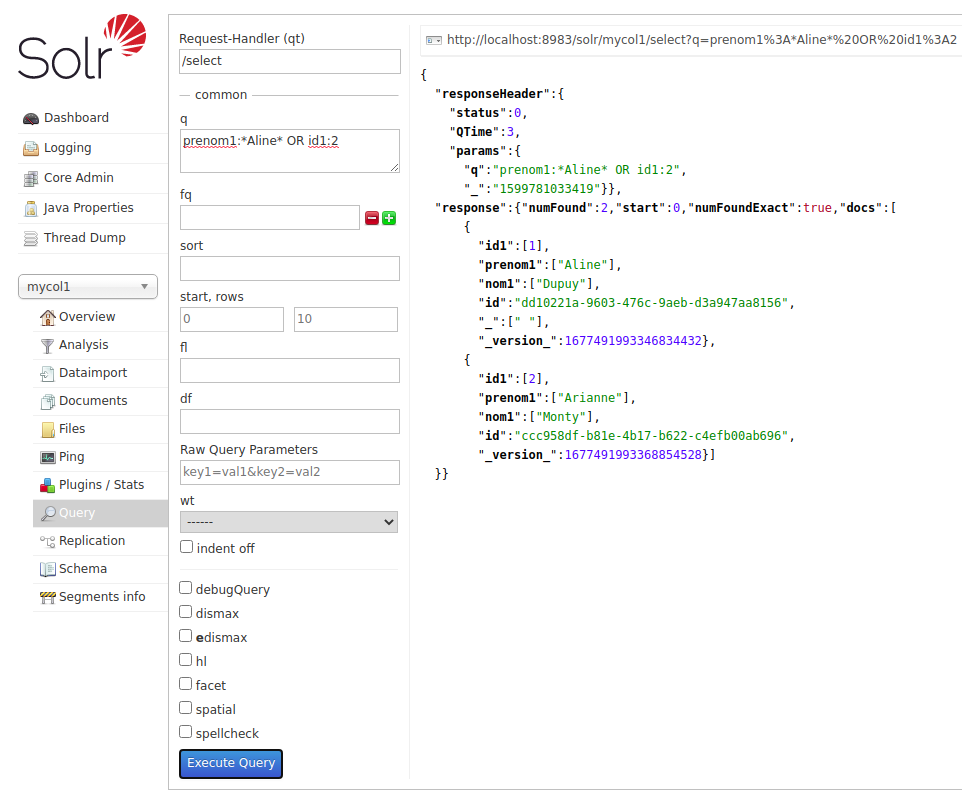 Solr
Dashboard
Logging
Core Admin
Java Properties
Thread Dump
mycol1
Overview
Analysis
Dataimport
Documents
Files
Ping
Plugins / Stats
Query
Replication
Schema
Segments info
Request-Handler (qt)
/select
common
q
prenom1:*Aline* OR id1:2
fq
sort
start, rows
0 10
fl
df
Raw Query Parameters
key1=val1&key2=val2
wt
------
indent off
debugQuery
dismax
edismax
hl
facet
spatial
spellcheck
Execute Query
http://localhost:8983/solr/mycol1/select?q=prenom1%3A*Aline*%20OR%20id1%3A2
{
"responseHeader":{
"status":0,
"QTime":3,
"params":{
"q":"prenom1:*Aline* OR id1:2",
"_":"1599781033419"}},
"response":{"numFound":2,"start":0,"numFoundExact":true,"docs":[
{
"id1":[1],
"prenom1":["Aline"],
"nom1":["Dupuy"],
"id":"dd10221a-9603-476c-9aeb-d3a947aa8156",
"_":[" "],
"_version_":1677491993346834432},
{
"id1":[2],
"prenom1":["Arianne"],
"nom1":["Monty"],
"id":"ccc958df-b81e-4b17-b622-c4efb00ab696",
"_version_":1677491993368854528}]
}}